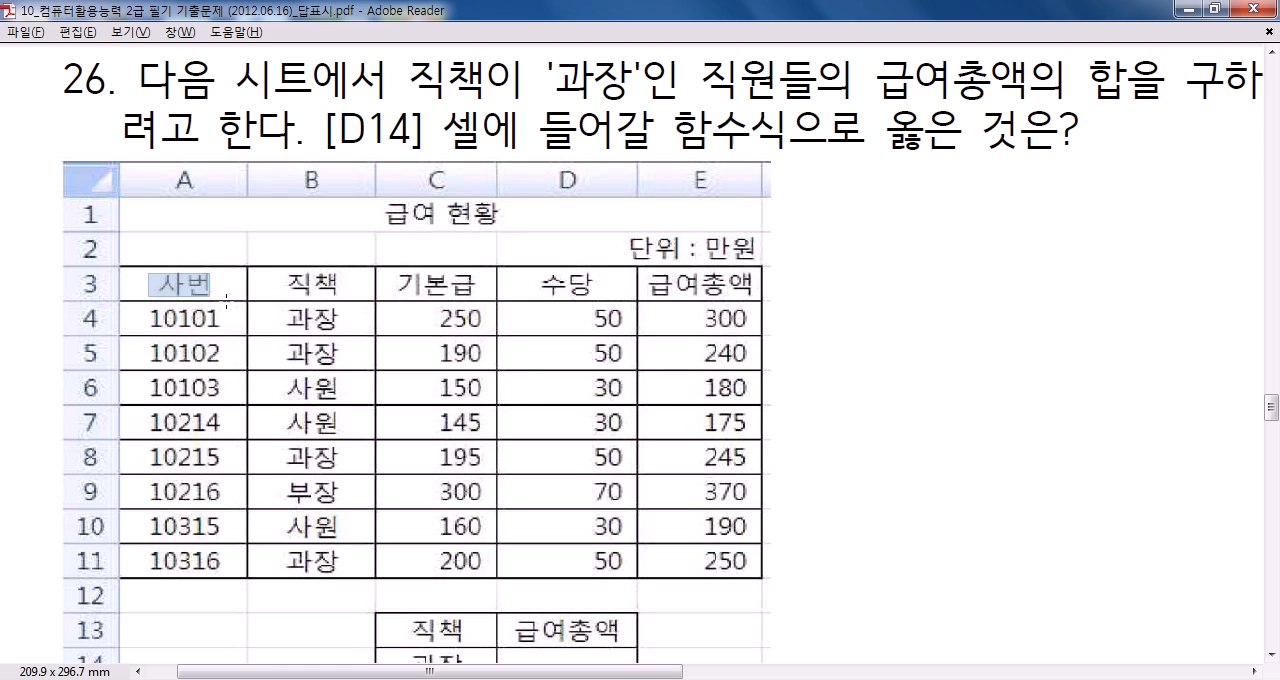 10_컴퓨터활용능력 2급 필기 기출문제 (2012.06.16)_답표시.pdf - Adobe Reader
파일(F) 편집(E) 보기(V) 창(W) 도움말(H)
26. 다음 시트에서 직책이 '과장'인 직원들의 급여총액의 합을 구하
려고 한다. [D14] 셀에 들어갈 함수식으로 옳은 것은?
A B C D E
1 급여 현황
2 단위 : 만원
3 사번 직책 기본급 수당 급여총액
4 10101 과장 250 50 300
5 10102 과장 190 50 240
6 10103 사원 150 30 180
7 10214 사원 145 30 175
8 10215 과장 195 50 245
9 10216 부장 300 70 370
10 10315 사원 160 30 190
11 10316 과장 200 50 250
12
13 직책 급여총액
14 과장
209.9 x 296.7 mm